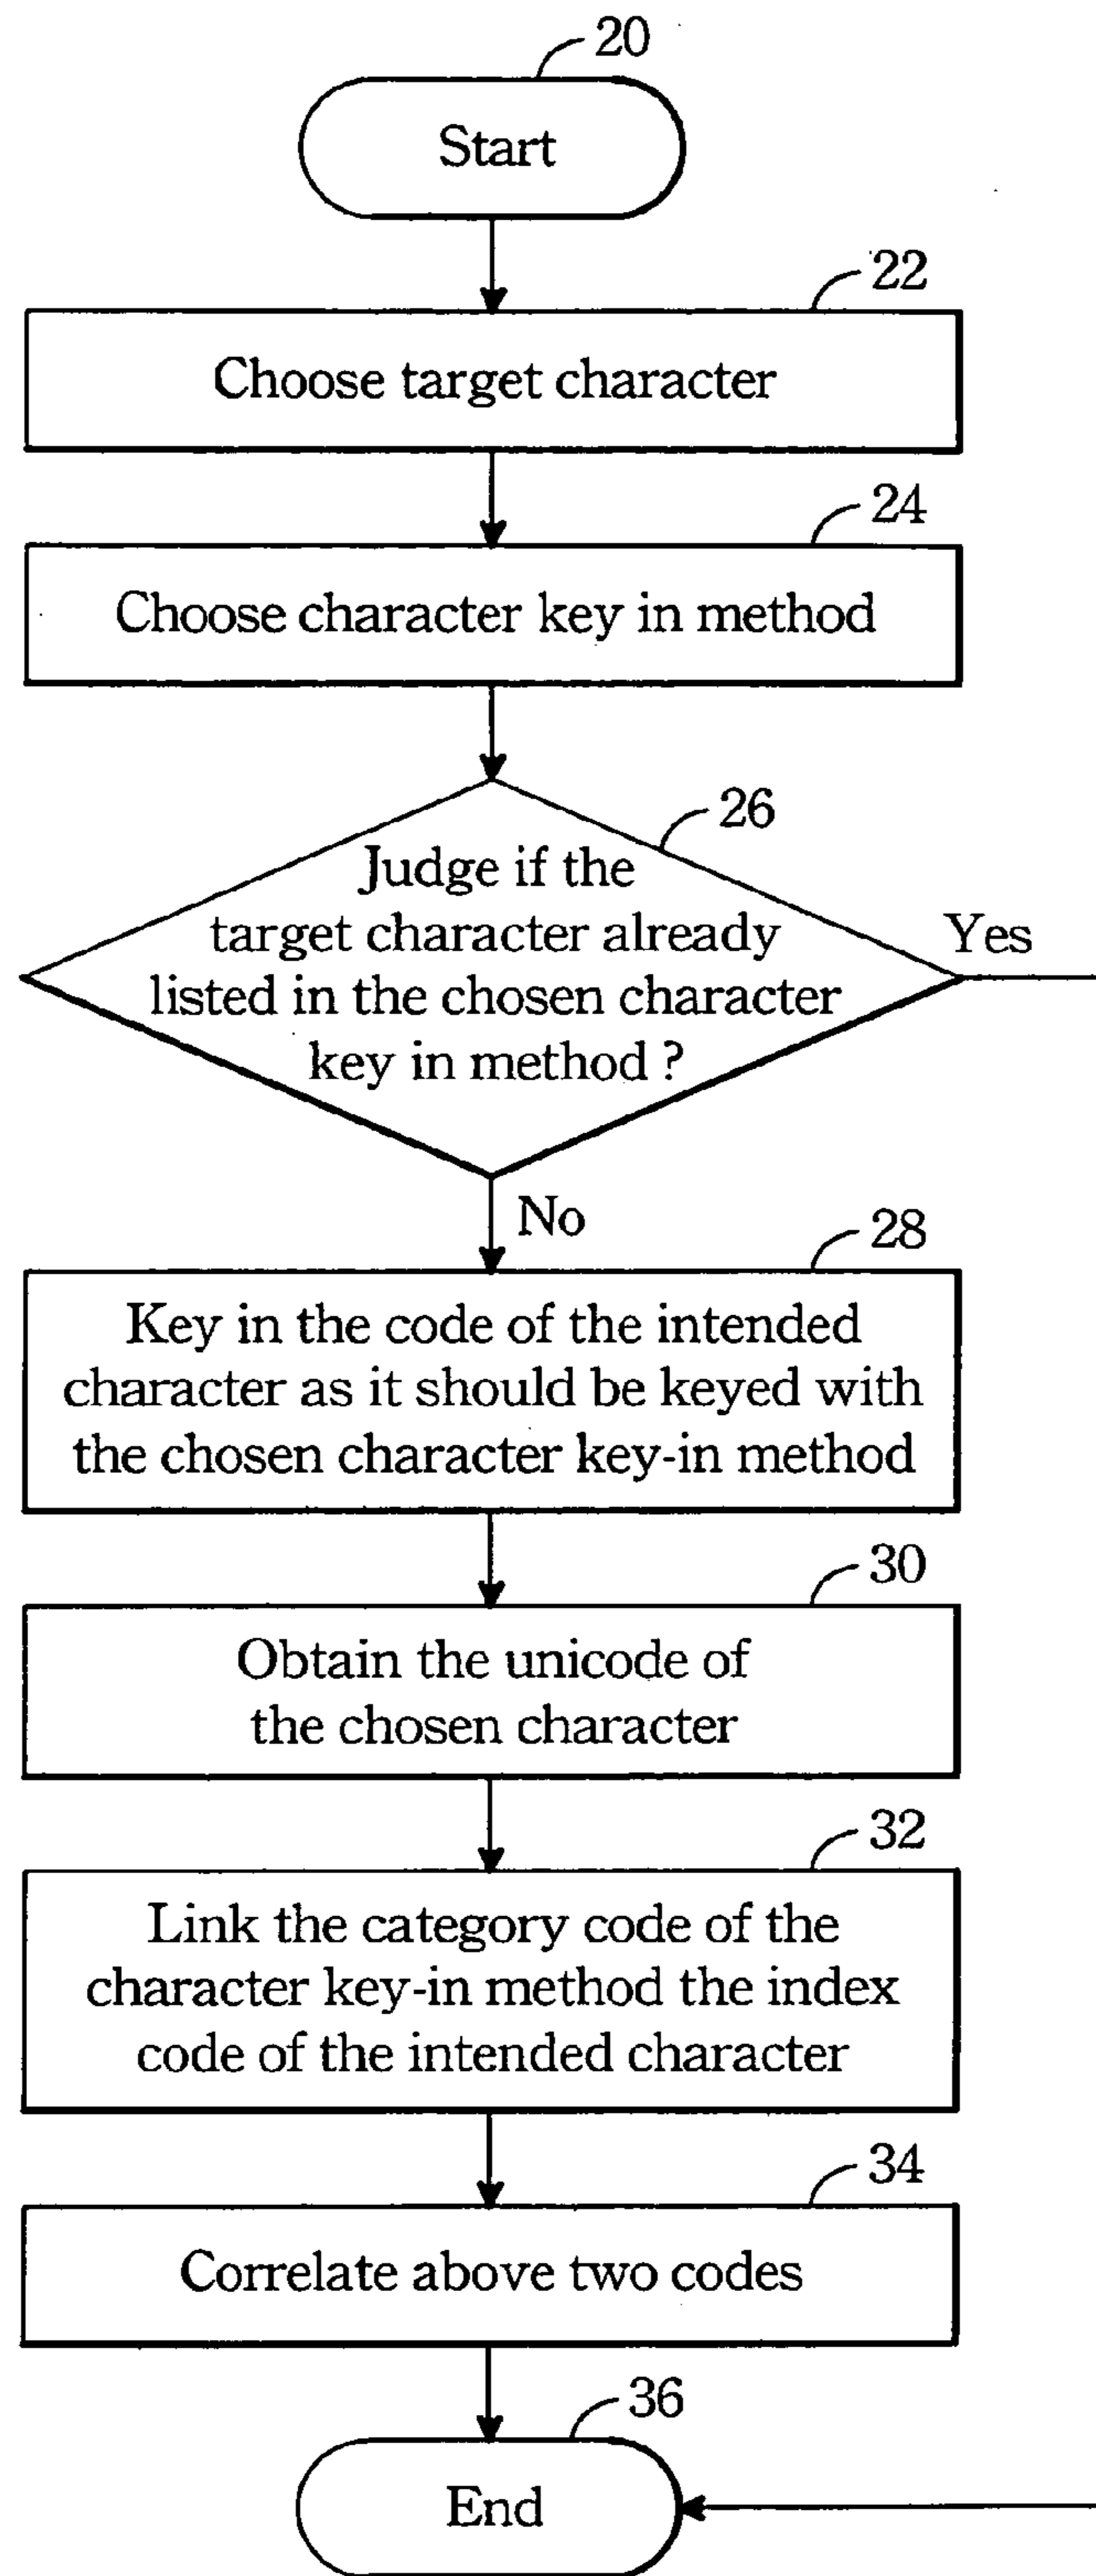 20
Start
22
Choose target character
24
Choose character key in method
26
Judge if the
target character already
listed in the chosen character
key in method ?
Yes
No
28
Key in the code of the intended
character as it should be keyed with
the chosen character key-in method
30
Obtain the unicode of
the chosen character
32
Link the category code of the
character key-in method the index
code of the intended character
34
Correlate above two codes
36
End